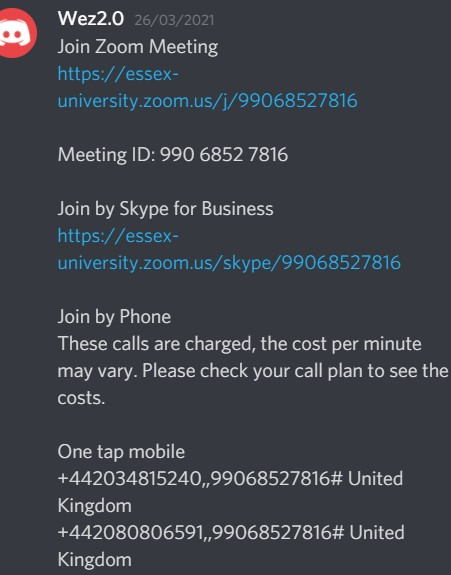 Wez2.0 26/03/2021
Join Zoom Meeting
https://essex-
university.zoom.us/j/99068527816
Meeting ID: 990 6852 7816
Join by Skype for Business
https://essex-
university.zoom.us/skype/99068527816
Join by Phone
These calls are charged, the cost per minute
may vary. Please check your call plan to see the
costs.
One tap mobile
+442034815240,,99068527816# United
Kingdom
+442080806591,,99068527816# United
Kingdom